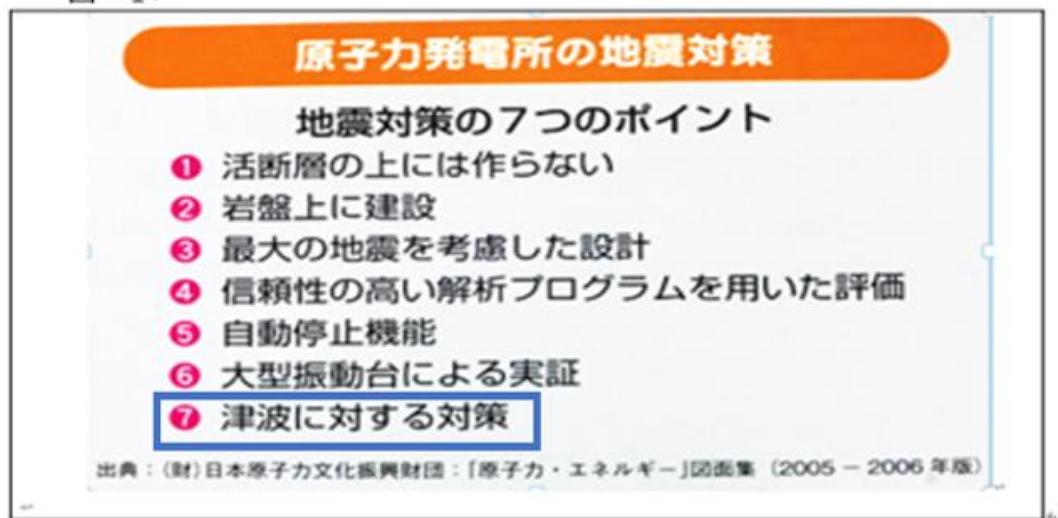 原子力発電所の地震対策
地震対策の7つのポイント
❶ 活断層の上には作らない
❷ 岩盤上に建設
❸ 最大の地震を考慮した設計
❹ 信頼性の高い解析プログラムを用いた評価
❺ 自動停止機能
❻ 大型振動台による実証
❼ 津波に対する対策
出典：(財)日本原子力文化振興財団：「原子力・エネルギー」図面集（2005 − 2006 年版）